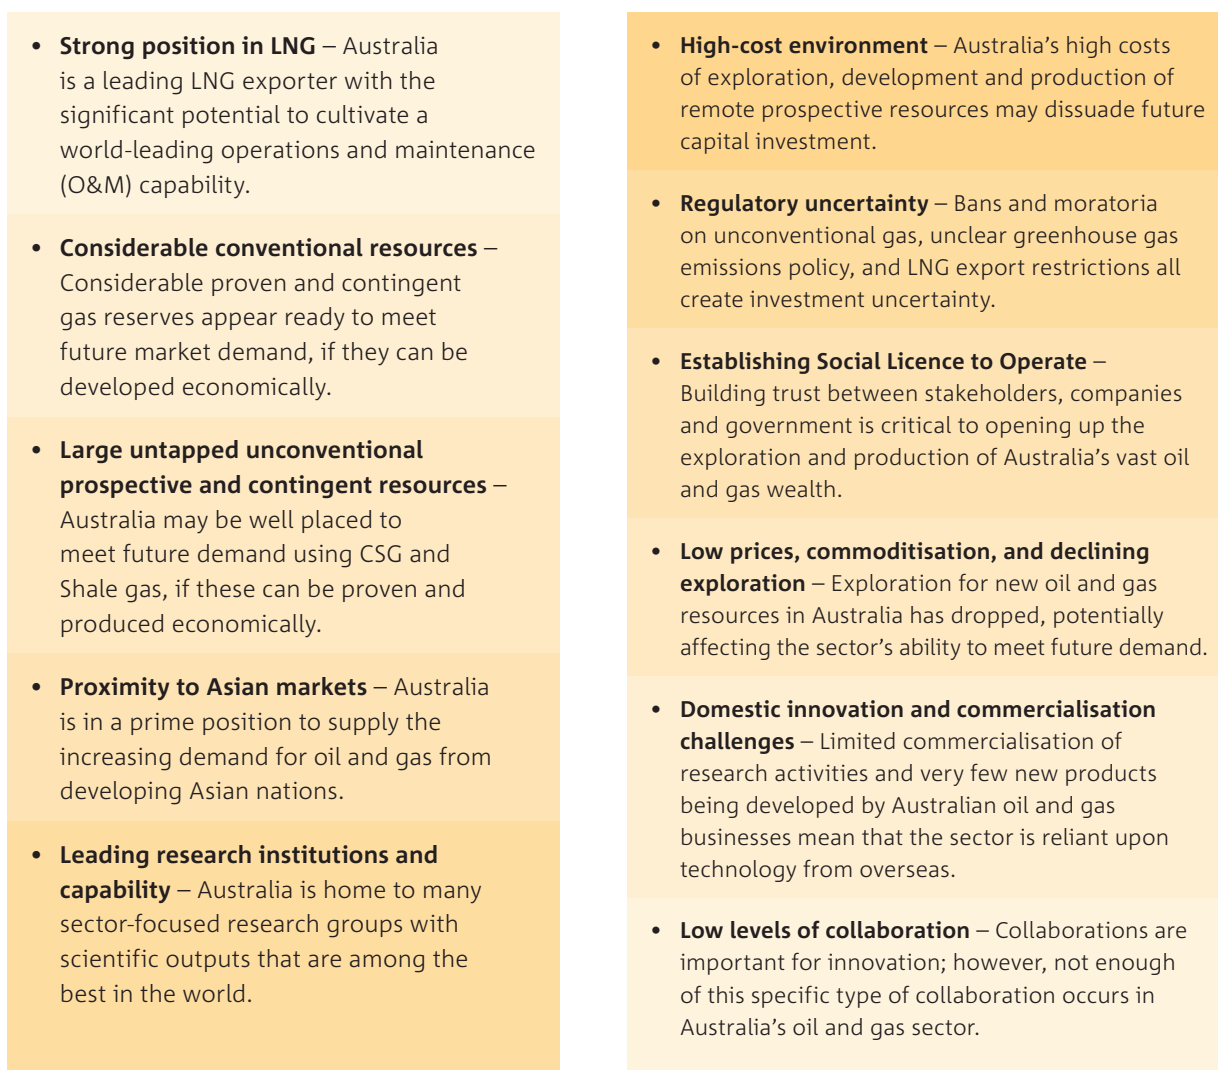 • Strong position in LNG – Australia
is a leading LNG exporter with the
significant potential to cultivate a
world-leading operations and maintenance
(O&M) capability.
• Considerable conventional resources –
Considerable proven and contingent
gas reserves appear ready to meet
future market demand, if they can be
developed economically.
• Large untapped unconventional
prospective and contingent resources –
Australia may be well placed to
meet future demand using CSG and
Shale gas, if these can be proven and
produced economically.
• Proximity to Asian markets – Australia
is in a prime position to supply the
increasing demand for oil and gas from
developing Asian nations.
• Leading research institutions and
capability – Australia is home to many
sector-focused research groups with
scientific outputs that are among the
best in the world.
• High-cost environment – Australia’s high costs
of exploration, development and production of
remote prospective resources may dissuade future
capital investment.
• Regulatory uncertainty – Bans and moratoria
on unconventional gas, unclear greenhouse gas
emissions policy, and LNG export restrictions all
create investment uncertainty.
• Establishing Social Licence to Operate –
Building trust between stakeholders, companies
and government is critical to opening up the
exploration and production of Australia’s vast oil
and gas wealth.
• Low prices, commoditisation, and declining
exploration – Exploration for new oil and gas
resources in Australia has dropped, potentially
affecting the sector’s ability to meet future demand.
• Domestic innovation and commercialisation
challenges – Limited commercialisation of
research activities and very few new products
being developed by Australian oil and gas
businesses mean that the sector is reliant upon
technology from overseas.
• Low levels of collaboration – Collaborations are
important for innovation; however, not enough
of this specific type of collaboration occurs in
Australia’s oil and gas sector.